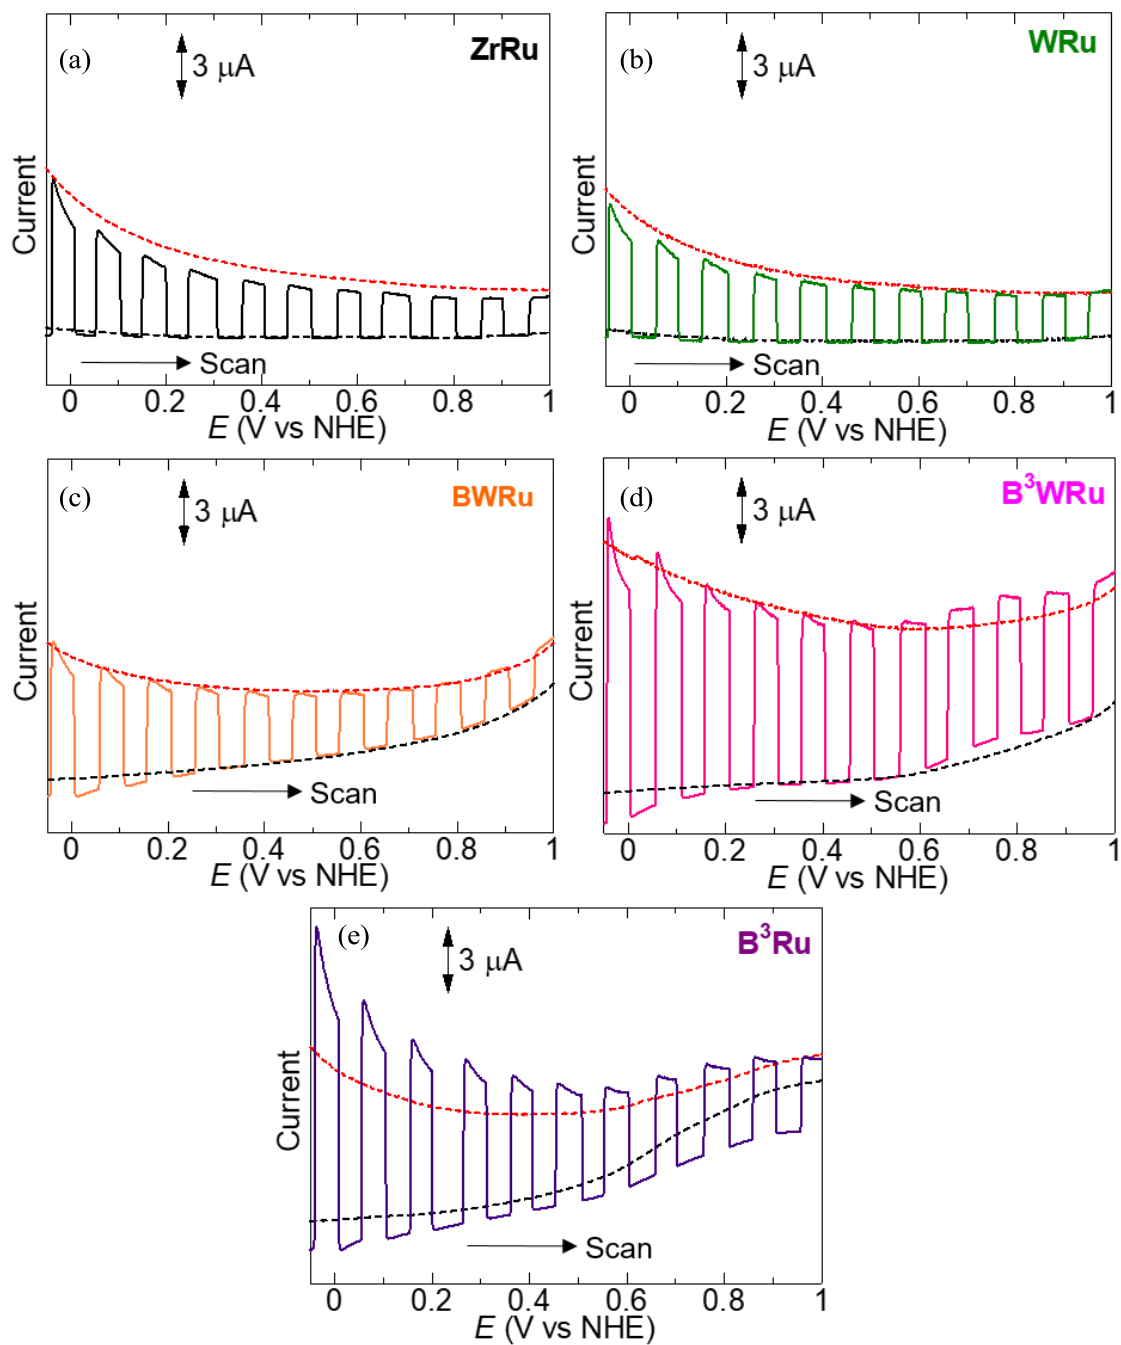 (a) 3 μA ZrRu
Current
Scan
0 0.2 0.4 0.6 0.8 1
E (V vs NHE)
(b) 3 μA WRu
Current
Scan
0 0.2 0.4 0.6 0.8 1
E (V vs NHE)
(c) 3 μA BWRu
Current
Scan
0 0.2 0.4 0.6 0.8 1
E (V vs NHE)
(d) 3 μA B³WRu
Current
Scan
0 0.2 0.4 0.6 0.8 1
E (V vs NHE)
(e) 3 μA B³Ru
Current
Scan
0 0.2 0.4 0.6 0.8 1
E (V vs NHE)